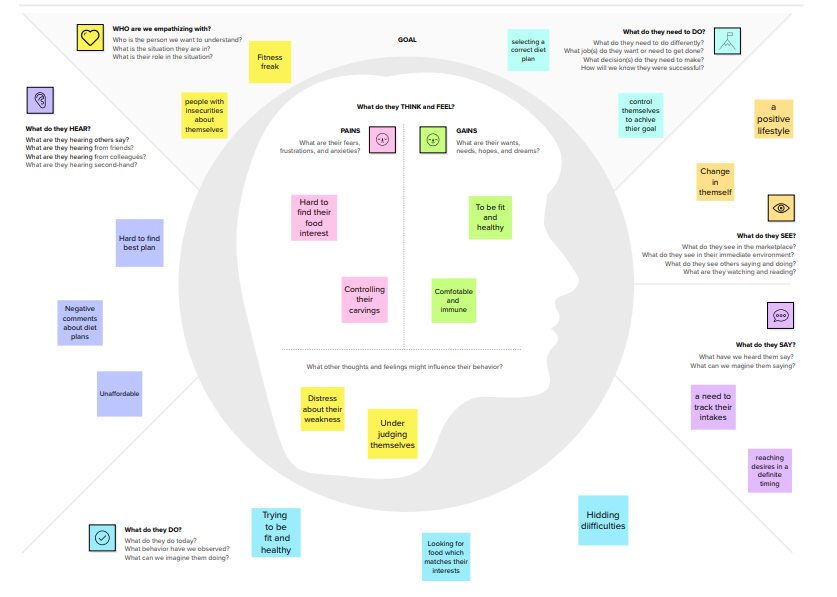 WHO are we empathizing with?
Who is the person we want to understand?
What is the situation they are in?
What is their role in the situation?
Fitness
freak
people with
insecurities
about
themselves
GOAL
selecting a
correct diet
plan
What do they need to DO?
What do they need to do differently?
What job(s) do they want or need to get done?
What decision(s) do they need to make?
How will we know they were successful?
control
themselves
to achive
thier goal
a
positive
lifestyle
Change
in
themself
What do they HEAR?
What are they hearing others say?
What are they hearing from friends?
What are they hearing from colleagues?
What are they hearing second-hand?
Hard to find
best plan
Negative
comments
about diet
plans
Unaffordable
What do they THINK and FEEL?
PAINS
What are their fears,
frustrations, and anxieties?
GAINS
What are their wants,
needs, hopes, and dreams?
Hard to
find their
food
interest
Controlling
their
carvings
To be fit
and
healthy
Comfotable
and
immune
What other thoughts and feelings might influence their behavior?
Distress
about their
weakness
Under
judging
themselves
What do they SEE?
What do they see in the marketplace?
What do they see in their immediate environment?
What do they see others saying and doing?
What are they watching and reading?
What do they SAY?
What have we heard them say?
What can we magine them saying?
a need to
track their
intakes
reaching
desires in a
definite
timing
What do they DO?
What do they do today?
What behavior have we observed?
What can we imagine them doing?
Trying
to be
fit and
healthy
Looking for
food which
matches their
interests
Hidding
diifficulties